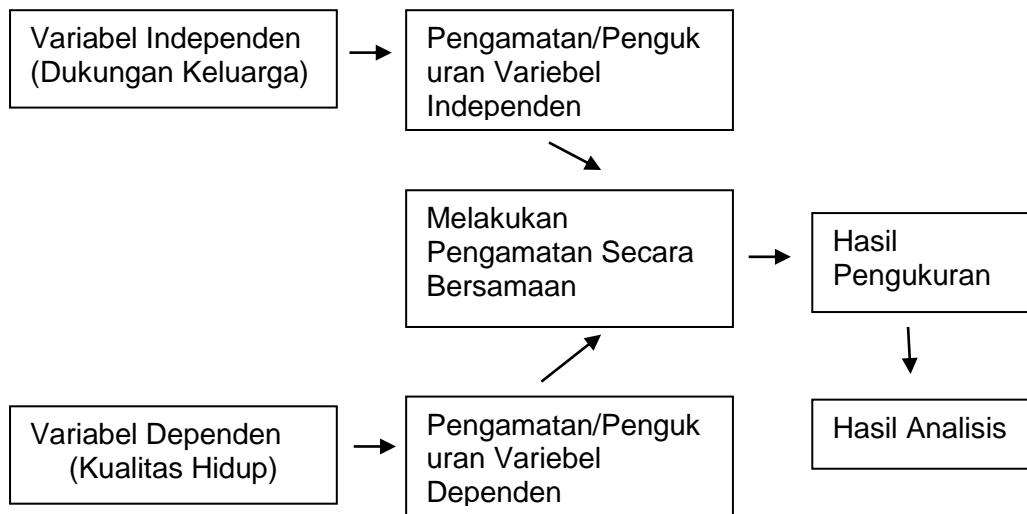 Variabel Independen
(Dukungan Keluarga)
Pengamatan/Penguk
uran Variebel
Independen
Melakukan
Pengamatan Secara
Bersamaan
Hasil
Pengukuran
Variabel Dependen
(Kualitas Hidup)
Pengamatan/Penguk
uran Variebel
Dependen
Hasil Analisis